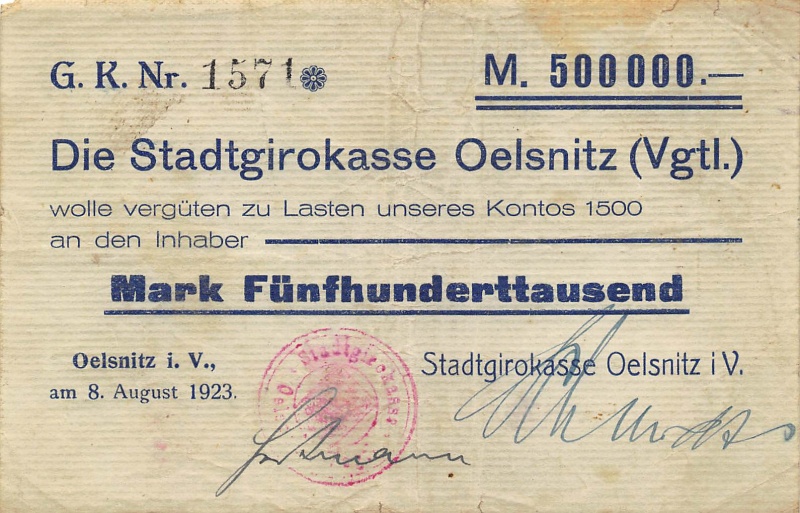 G. K. Nr. 1571
M. 500000.—
Die Stadtgirokasse Oelsnitz (Vgtl.)
wolle vergüten zu Lasten unseres Kontos 1500
an den Inhaber
Mark Fünfhunderttausend
Oelsnitz i. V.,
am 8. August 1923.
Stadtgirokasse
Stadtgirokasse Oelsnitz i V.